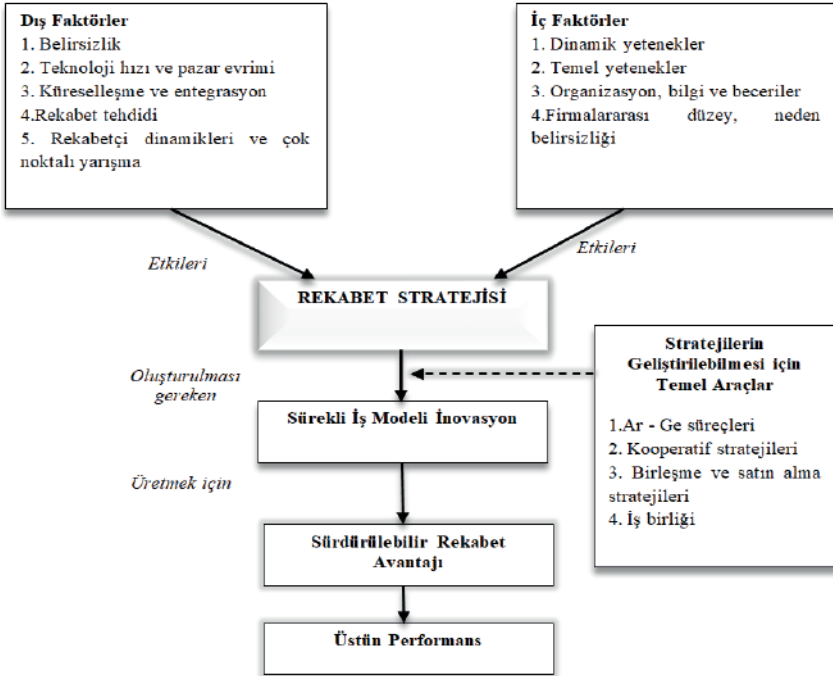 Dış Faktörler
1. Belirsizlik
2. Teknoloji hızı ve pazar evrimi
3. Küreselleşme ve entegrasyon
4.Rekabet tehdidi
5. Rekabetçi dinamikleri ve çok
noktalı yarışma
İç Faktörler
1. Dinamik yetenekler
2. Temel yetenekler
3. Organizasyon, bilgi ve beceriler
4.Firmalararası düzey, neden
belirsizliği
Etkileri
Etkileri
REKABET STRATEJİSİ
Oluşturulması
gereken
Stratejilerin
Geliştirilebilmesi için
Temel Araçlar
1.Ar - Ge süreçleri
2. Kooperatif stratejileri
3. Birleşme ve satın alma
stratejileri
4. İş birliği
Sürekli İş Modeli İnovasyon
Üretmek için
Sürdürülebilir Rekabet
Avantajı
Üstün Performans